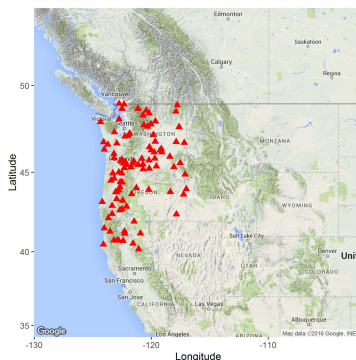 Edmonton
Saskatoon
Calgary
Regina
50
Vancouver
Victoria
Seattle
WASHINGTON
MONTANA
45
OREGON
IDAHO
WYOMING
Salt Lake City
40
NEVADA
Denver
Uni
UTAH
COLORADO
Sacramento
San Francisco
San Jose
Las Vegas
Albuquerque
Los Angeles
ARIZONA
Google
Map data ©2016 Google, INE
35
-130
-120
-110
Longitude
Latitude